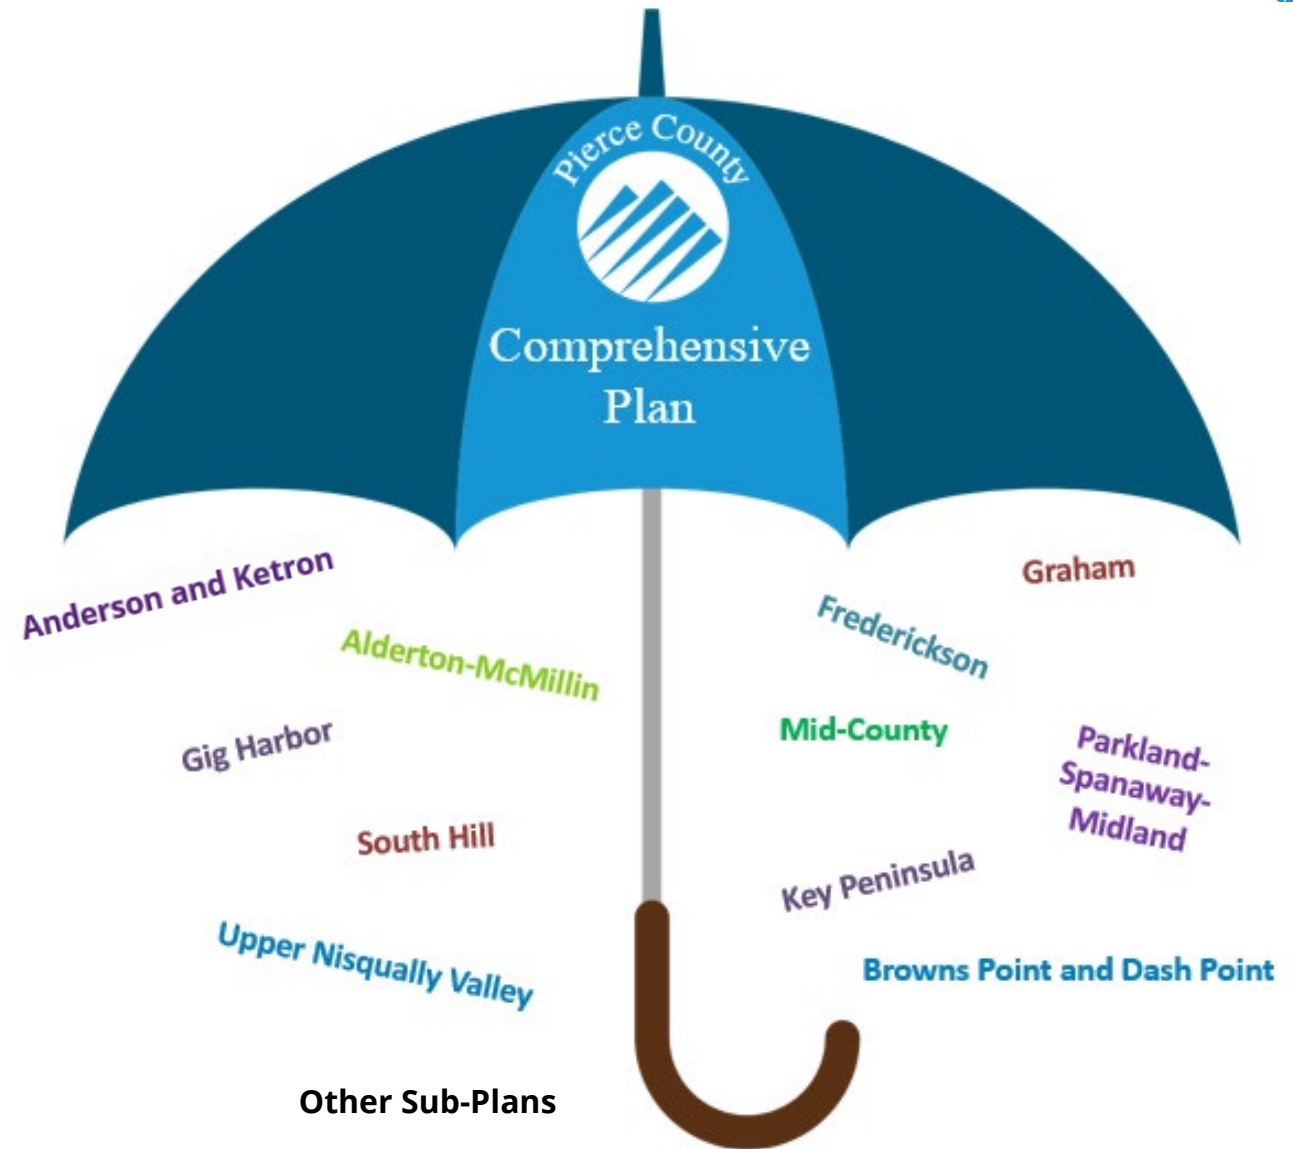 Pierce County
Comprehensive
Plan
Anderson and Ketron
Alderton-McMillin
Gig Harbor
South Hill
Upper Nisqually Valley
Other Sub-Plans
Graham
Frederickson
Mid-County
Parkland-
Spanaway-
Midland
Key Peninsula
Browns Point and Dash Point